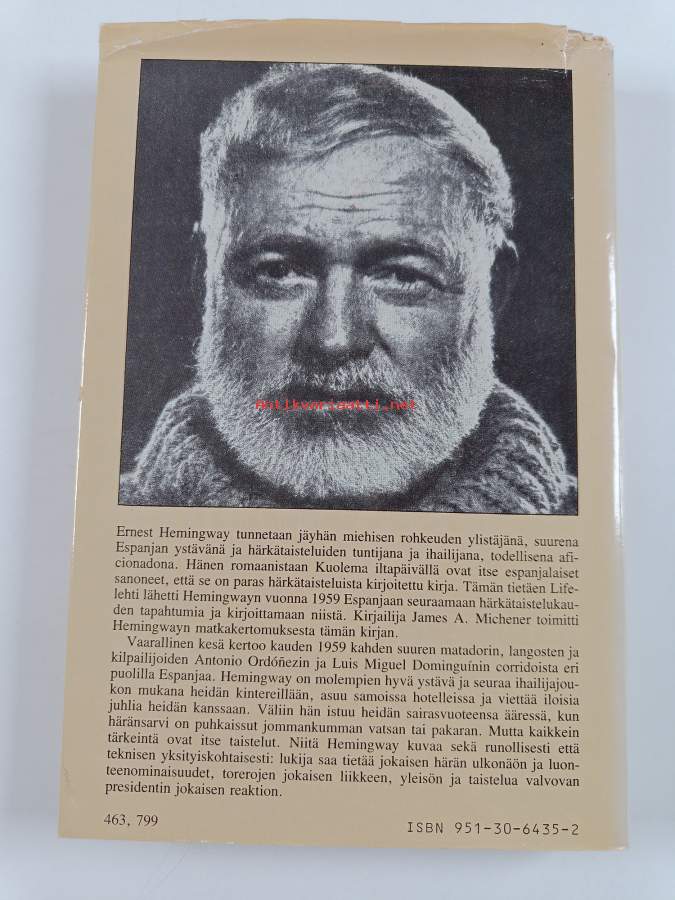 antikvariaatti.net
Ernest Hemingway tunnetaan jäyhän miehisen rohkeuden ylistäjänä, suurena
Espanjan ystävänä ja härkätaisteluiden tuntijana ja ihailijana, todellisena afi-
cionadona. Hänen romaanistaan Kuolema iltapäivällä ovat itse espanjalaiset
sanoneet, että se on paras härkätaisteluista kirjoitettu kirja. Tämän tietäen Life-
lehti lähetti Hemingwayn vuonna 1959 Espanjaan seuraamaan härkätaistelukau-
den tapahtumia ja kirjoittamaan niistä. Kirjailija James A. Michener toimitti
Hemingwayn matkakertomuksesta tämän kirjan.
Vaarallinen kesä kertoo kauden 1959 kahden suuren matadorin, langosten ja
kilpailijoiden Antonio Ordóñezin ja Luis Miguel Dominguínin corridoista eri
puolilla Espanjaa. Hemingway on molempien hyvä ystävä ja seuraa ihailijajou-
kon mukana heidän kintereillään, asuu samoissa hotelleissa ja viettää iloisia
juhlia heidän kanssaan. Väliin hän istuu heidän sairasvuoteensa ääressä, kun
häränsarvi on puhkaissut jommankumman vatsan tai pakaran. Mutta kaikkein
tärkeintä ovat itse taistelut. Niitä Hemingway kuvaa sekä runollisesti että
teknisen yksityiskohtaisesti: lukija saa tietää jokaisen härän ulkonäön ja luon-
teenominaisuudet, torerojen jokaisen liikkeen, yleisön ja taistelua valvovan
presidentin jokaisen reaktion.
463, 799
ISBN 951-30-6435-2